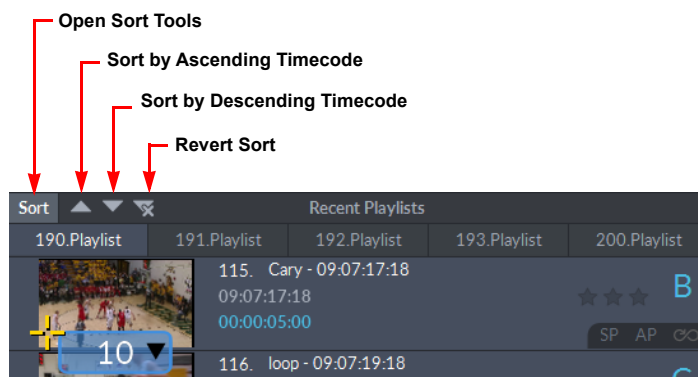 Open Sort Tools
Sort by Ascending Timecode
Sort by Descending Timecode
Revert Sort
Sort Recent Playlists
190.Playlist 191.Playlist 192.Playlist 193.Playlist 200.Playlist
115. Cary - 09:07:17:18
09:07:17:18
B
00:00:05:00
SP AP
10
116. loop - 09:07:19:18